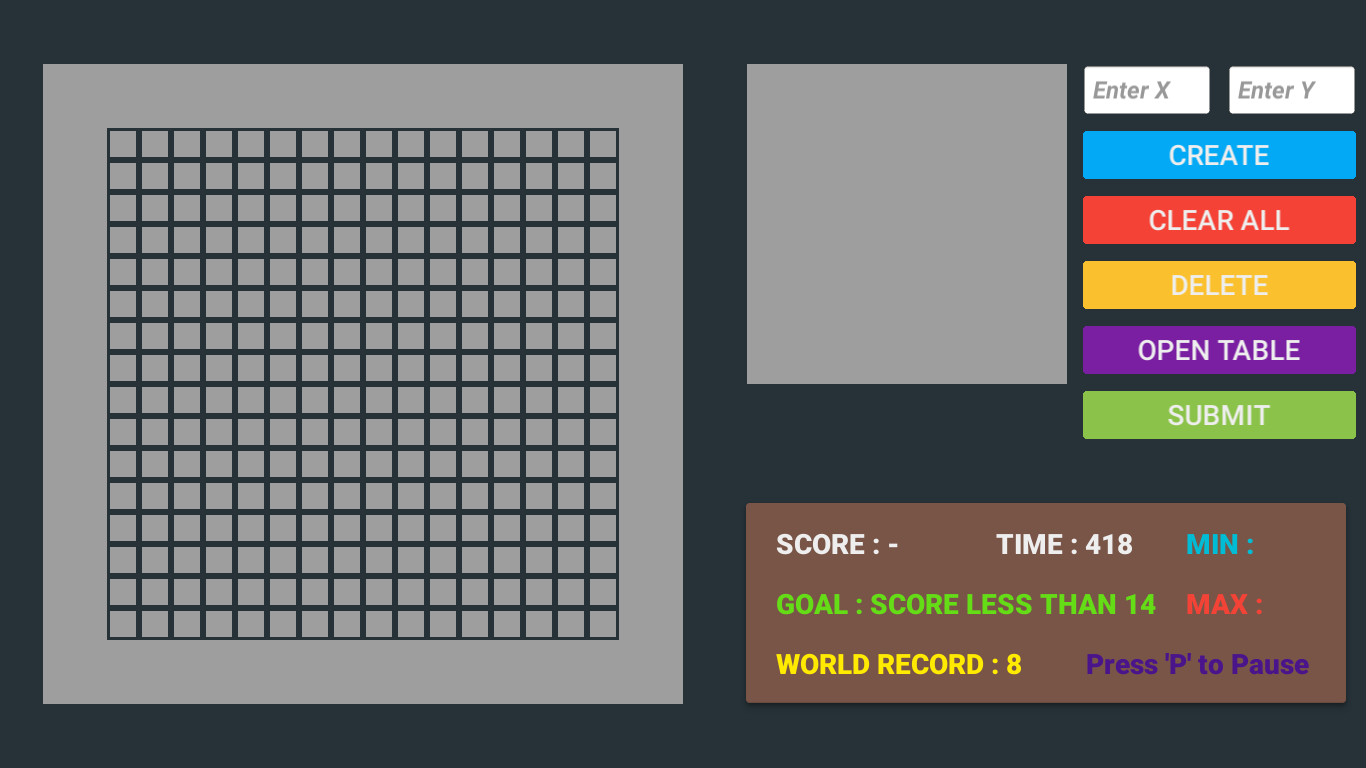 Enter X
Enter Y
CREATE
CLEAR ALL
DELETE
OPEN TABLE
SUBMIT
SCORE : -
TIME : 418
MIN :
GOAL : SCORE LESS THAN 14
MAX :
WORLD RECORD : 8
Press 'P' to Pause